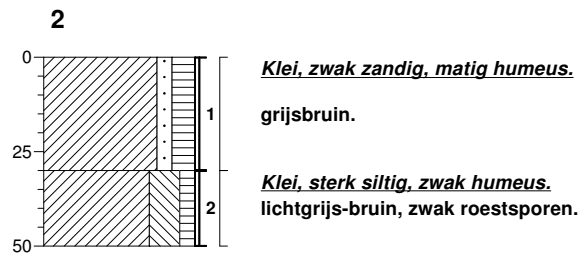 2
0
Klei, zwak zandig, matig humeus.
1
grijsbruin.
25
Klei, sterk siltig, zwak humeus.
2
lichtgrijs-bruin, zwak roestsporen.
50